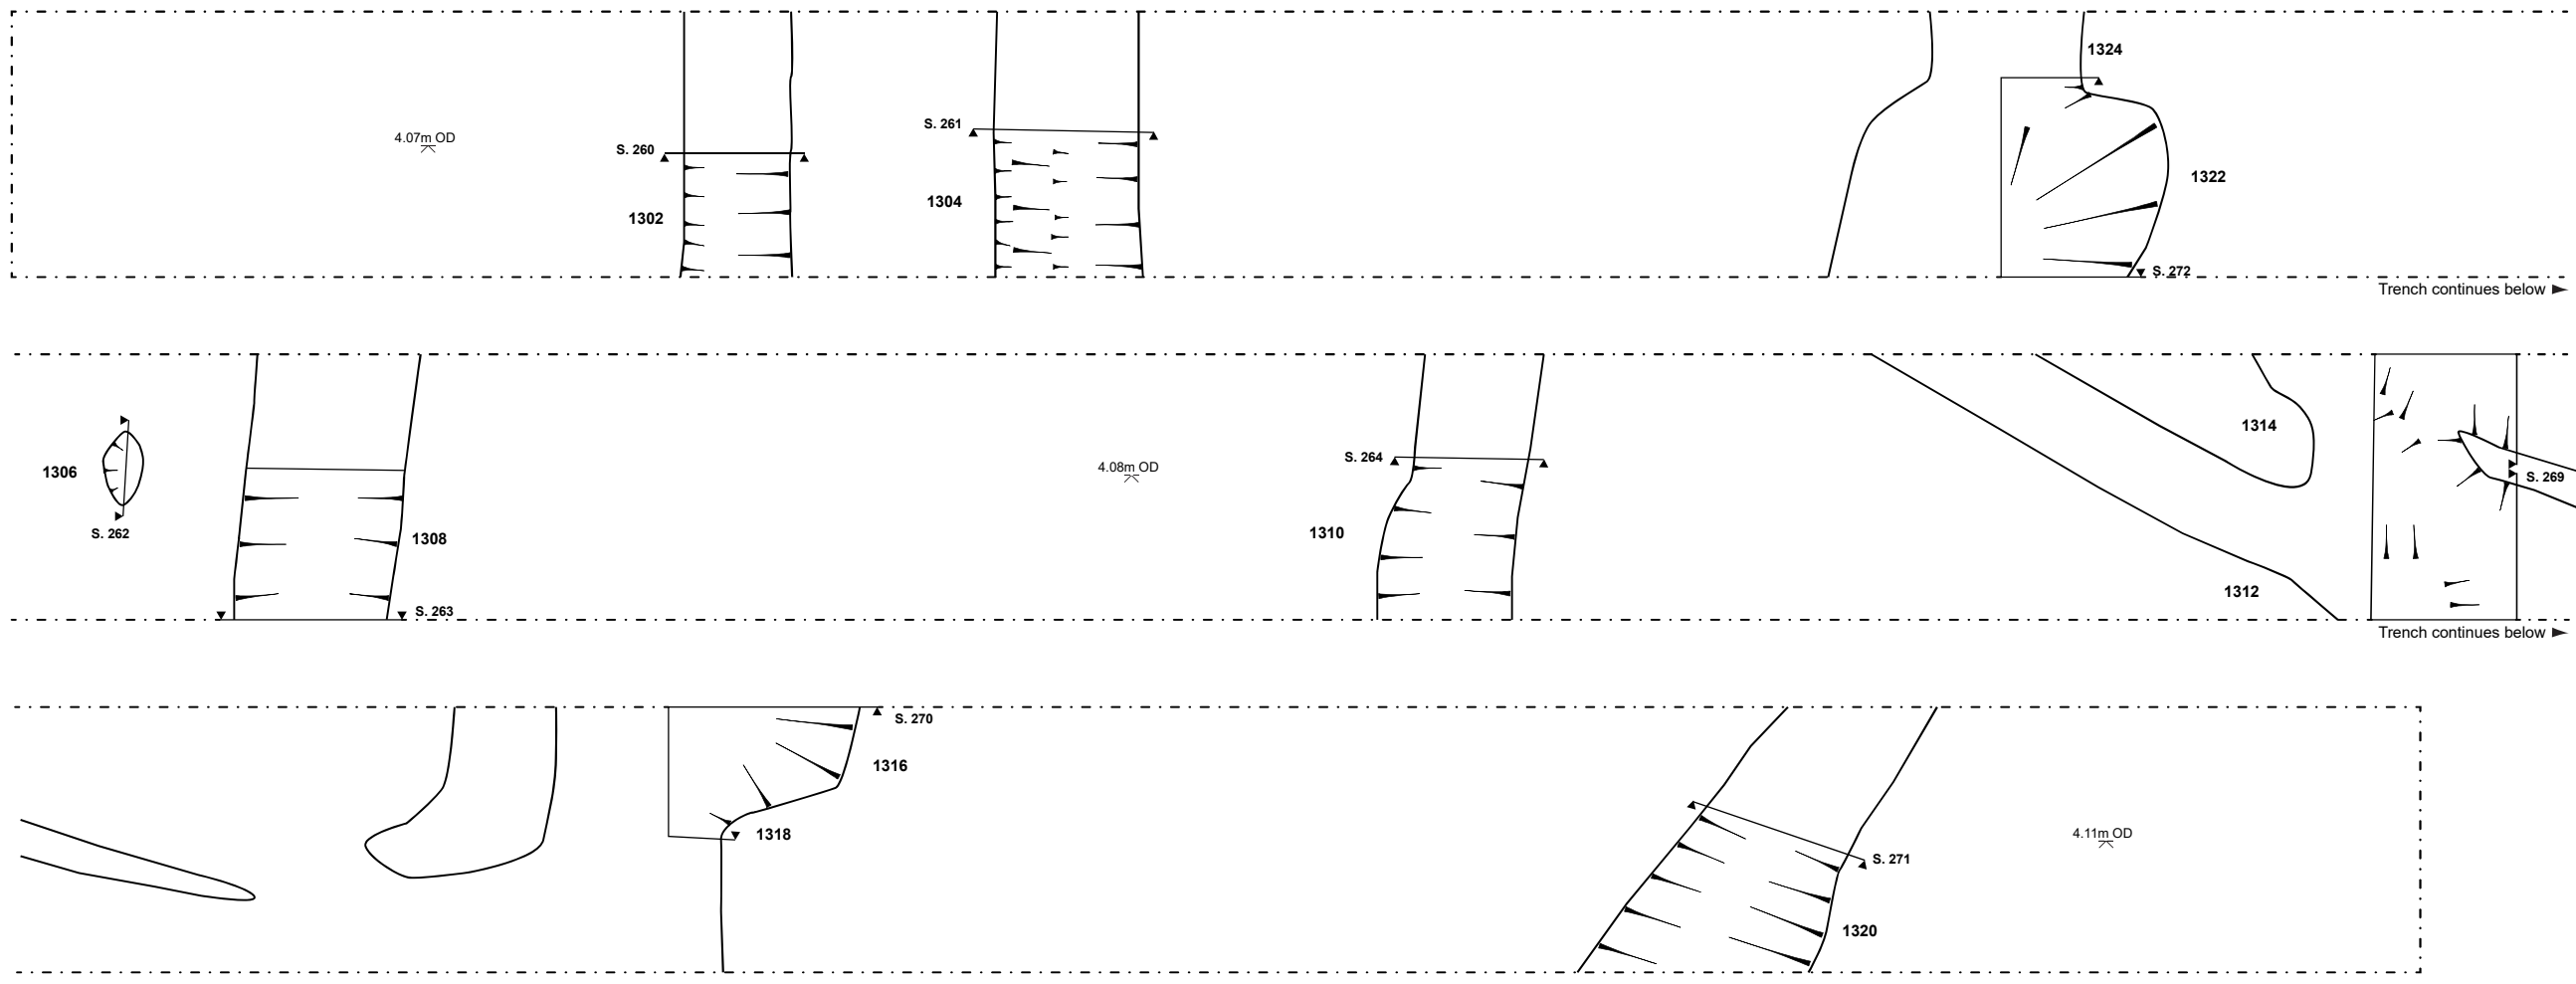 1324
4.07m OD
S. 260
S. 261
1302
1304
1322
S. 272
Trench continues below
1306
S. 262
1308
S. 263
4.08m OD
S. 264
1310
1314
1312
S. 269
Trench continues below
S. 270
1316
1318
S. 271
1320
4.11m OD